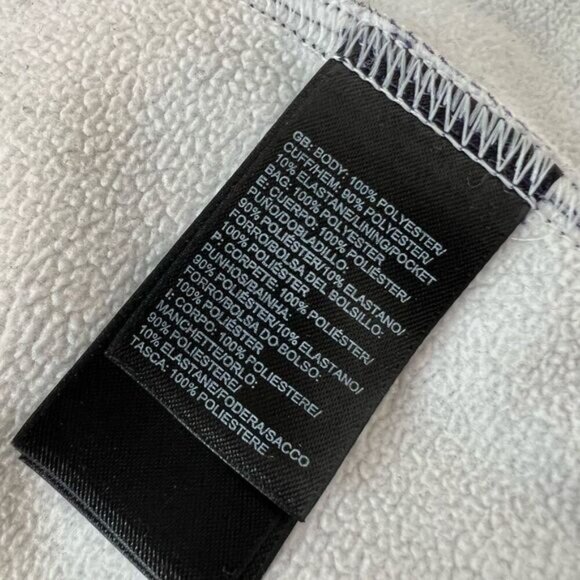 GB: BODY: 100% POLYESTER/
CUFF/HEM: 90% POLYESTER/
10% ELASTANE/LINING/POCKET
BAG: 100% POLYESTER
E: CUERPO: 100% POLIÉSTER/
PUÑO/DOBLADILLO:
90% POLIÉSTER/10% ELASTANO/
FORRO/BOLSA DEL BOLSILLO:
100% POLIÉSTER
P: CORPETE: 100% POLIÉSTER/
PUNHOS/BAINHA:
90% POLIÉSTER/10% ELASTANO/
FORRO/BOLSA DO BOLSO:
100% POLIÉSTER
I: CORPO: 100% POLIESTERE/
MANCHETTE/ORLO:
90% POLIESTERE/
10% ELASTANE/FODERA/SACCO
TASCA: 100% POLIESTERE